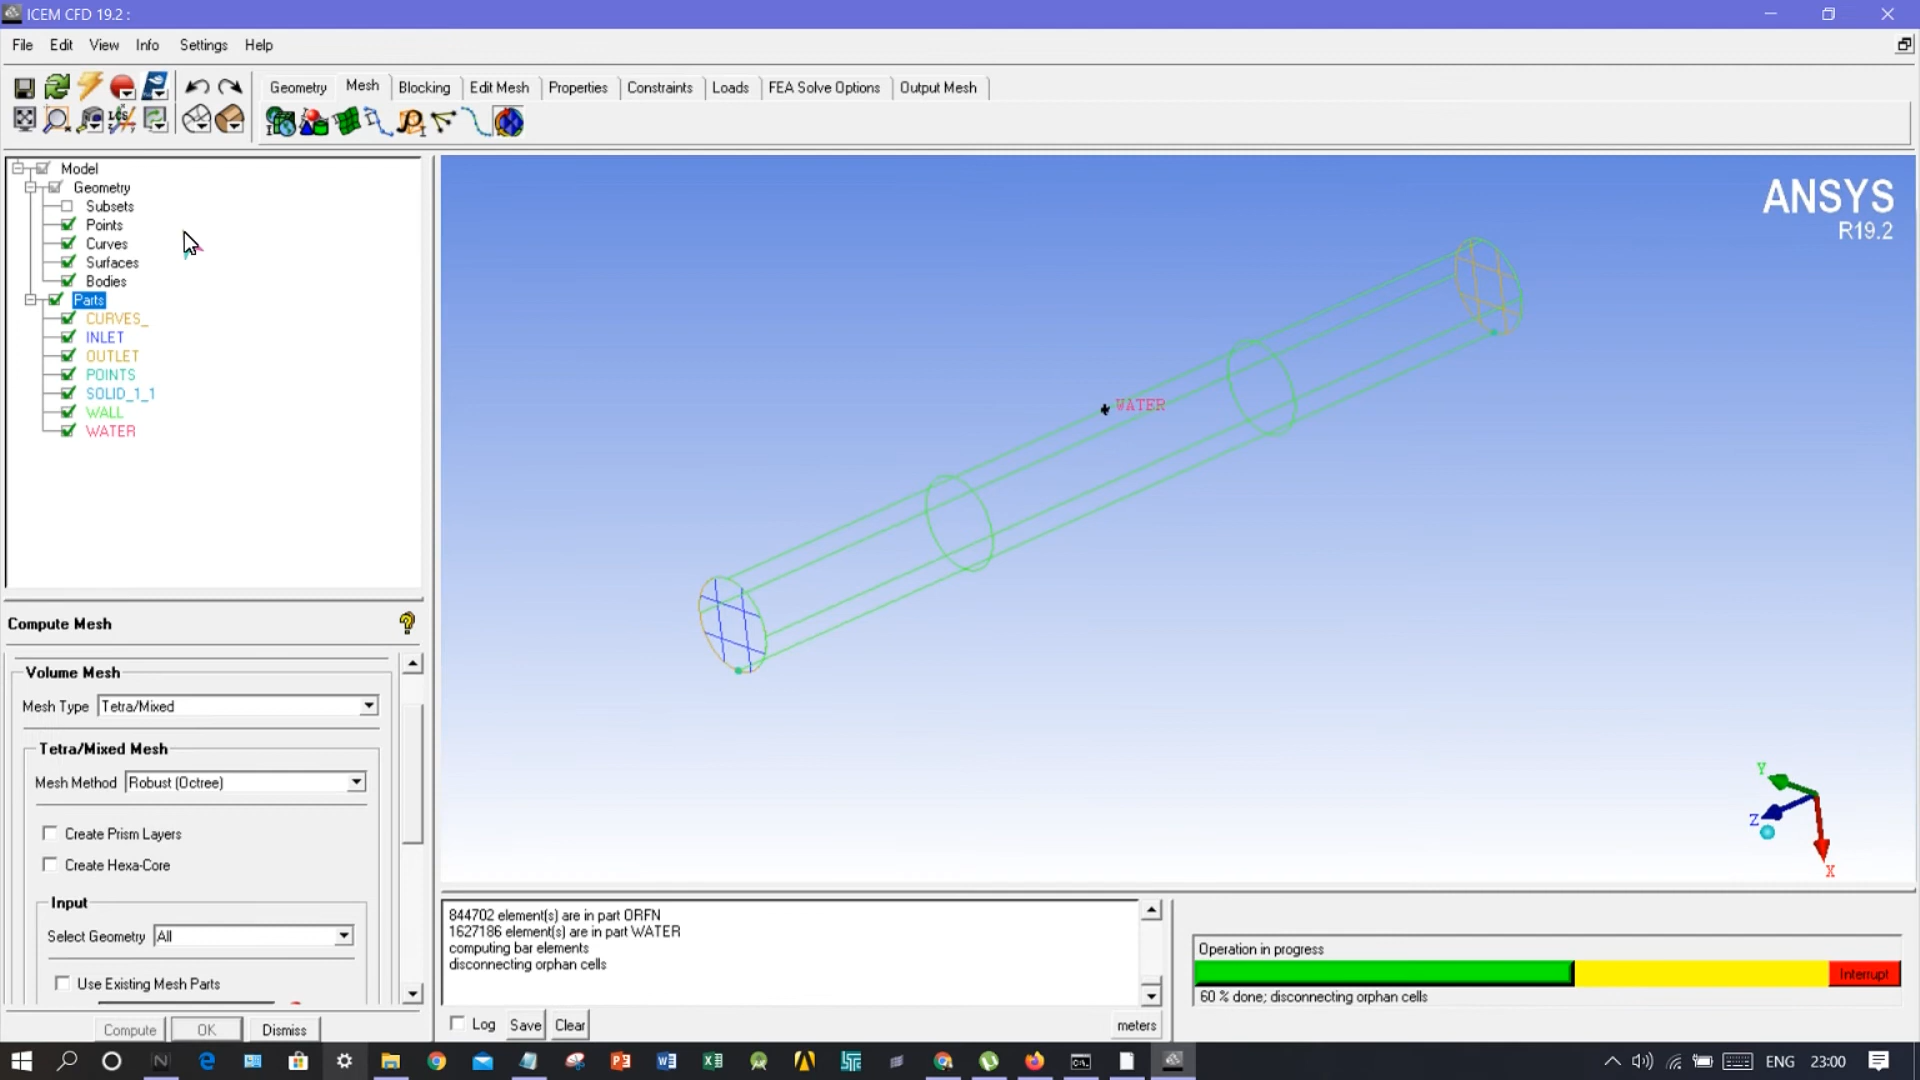 ICEM CFD 19.2 :
File Edit View Info Settings Help
Geometry Mesh Blocking Edit Mesh Properties Constraints Loads FEA Solve Options Output Mesh
LCS
Model
Geometry
Subsets
Points
Curves
Surfaces
Bodies
Parts
CURVES_
INLET
OUTLET
POINTS
SOLID_1_1
WALL
WATER
ANSYS
R19.2
WATER
Y
Z
X
Compute Mesh
Volume Mesh
Mesh Type Tetra/Mixed
Tetra/Mixed Mesh
Mesh Method Robust (Octree)
Create Prism Layers
Create Hexa-Core
Input
Select Geometry All
Use Existing Mesh Parts
Compute OK Dismiss
844702 element(s) are in part ORFN
1627186 element(s) are in part WATER
computing bar elements
disconnecting orphan cells
Log Save Clear meters
Operation in progress
Interrupt
60 % done; disconnecting orphan cells
ENG 23:00